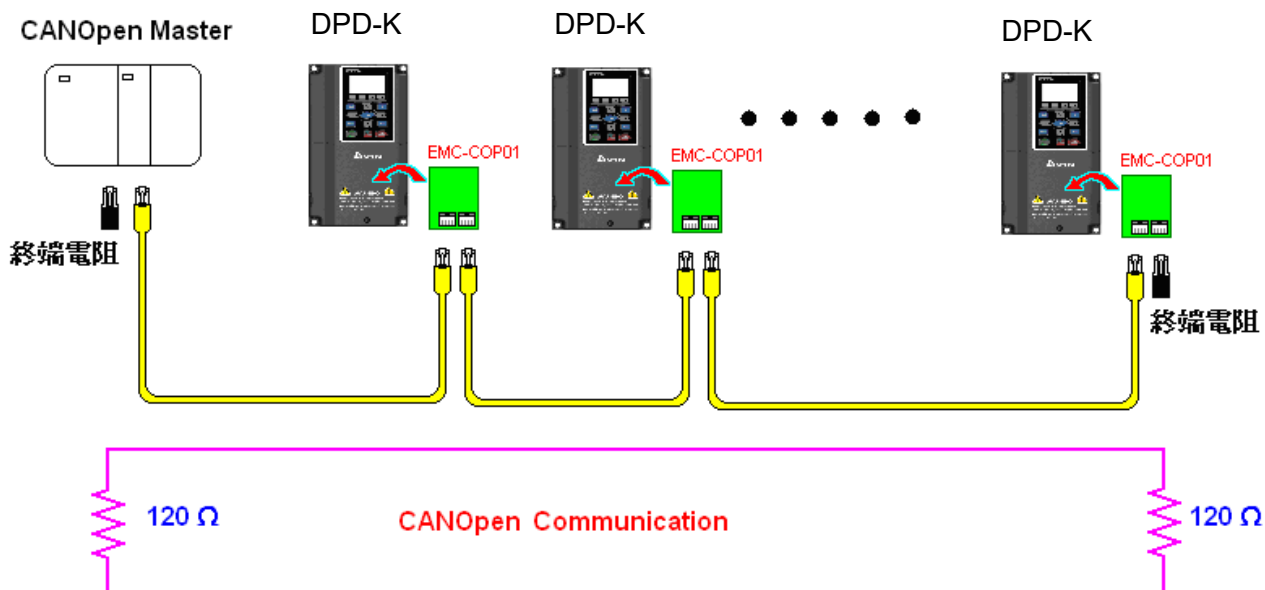 CANOpen Master
DPD-K
DPD-K
DPD-K
EMC-COP01
EMC-COP01
EMC-COP01
終端電阻
終端電阻
120 Ω
CANOpen Communication
120 Ω